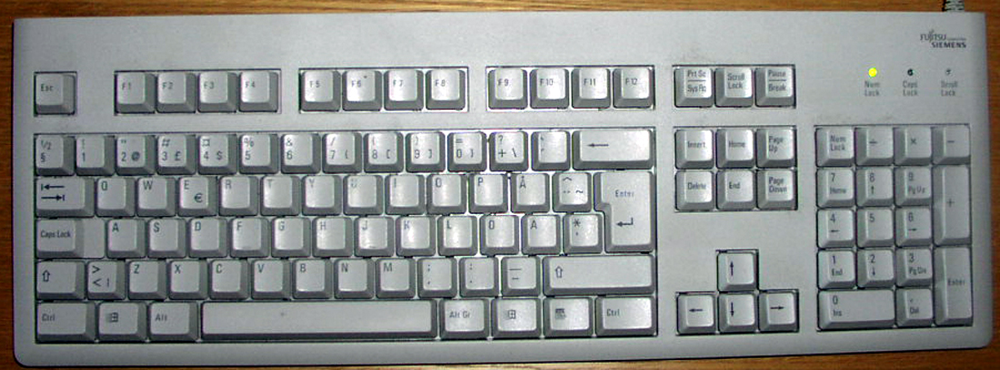 FUJITSU COMPUTERS
SIEMENS
Esc F1 F2 F3 F4 F5 F6 F7 F8 F9 F10 F11 F12 Prt Sc SysRq Scroll Lock Pause Break
Num Lock Caps Lock Scroll Lock
½ § ! 1 " 2 @ # 3 £ ¤ 4 $ % 5 & 6 / 7 { ( 8 [ ) 9 ] = 0 } ? + \ ← Insert Home Page Up Num Lock ÷ × −
Q W E € R T Y U I O P Å ^ ¨ ~ Enter Delete End Page Down 7 Home 8 ↑ 9 Pg Up +
Caps Lock A S D F G H J K L Ö Ä * ' 4 ← 5 6 →
⇧ > < | Z X C V B N M ; , : . _ - ⇧ ↑ 1 End 2 ↓ 3 Pg Dn Enter
Ctrl Alt Alt Gr Ctrl ← ↓ → 0 Ins , Del